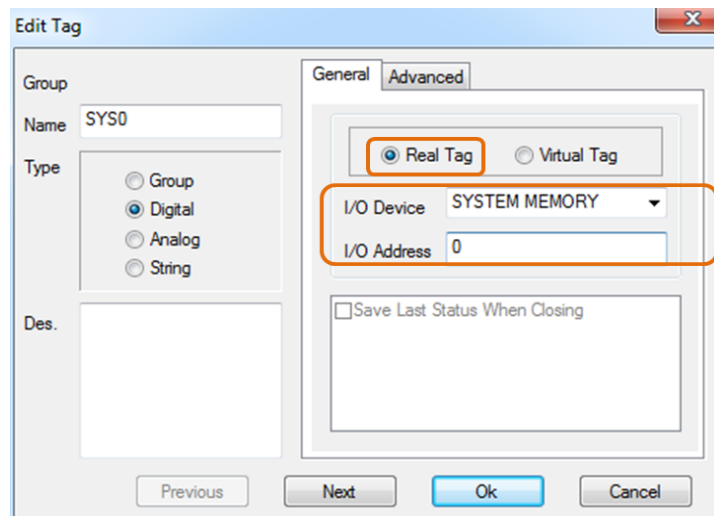 Edit Tag
Group
Name SYS0
Type
Group
Digital
Analog
String
Des.
General Advanced
Real Tag Virtual Tag
I/O Device SYSTEM MEMORY
I/O Address 0
Save Last Status When Closing
Previous Next Ok Cancel